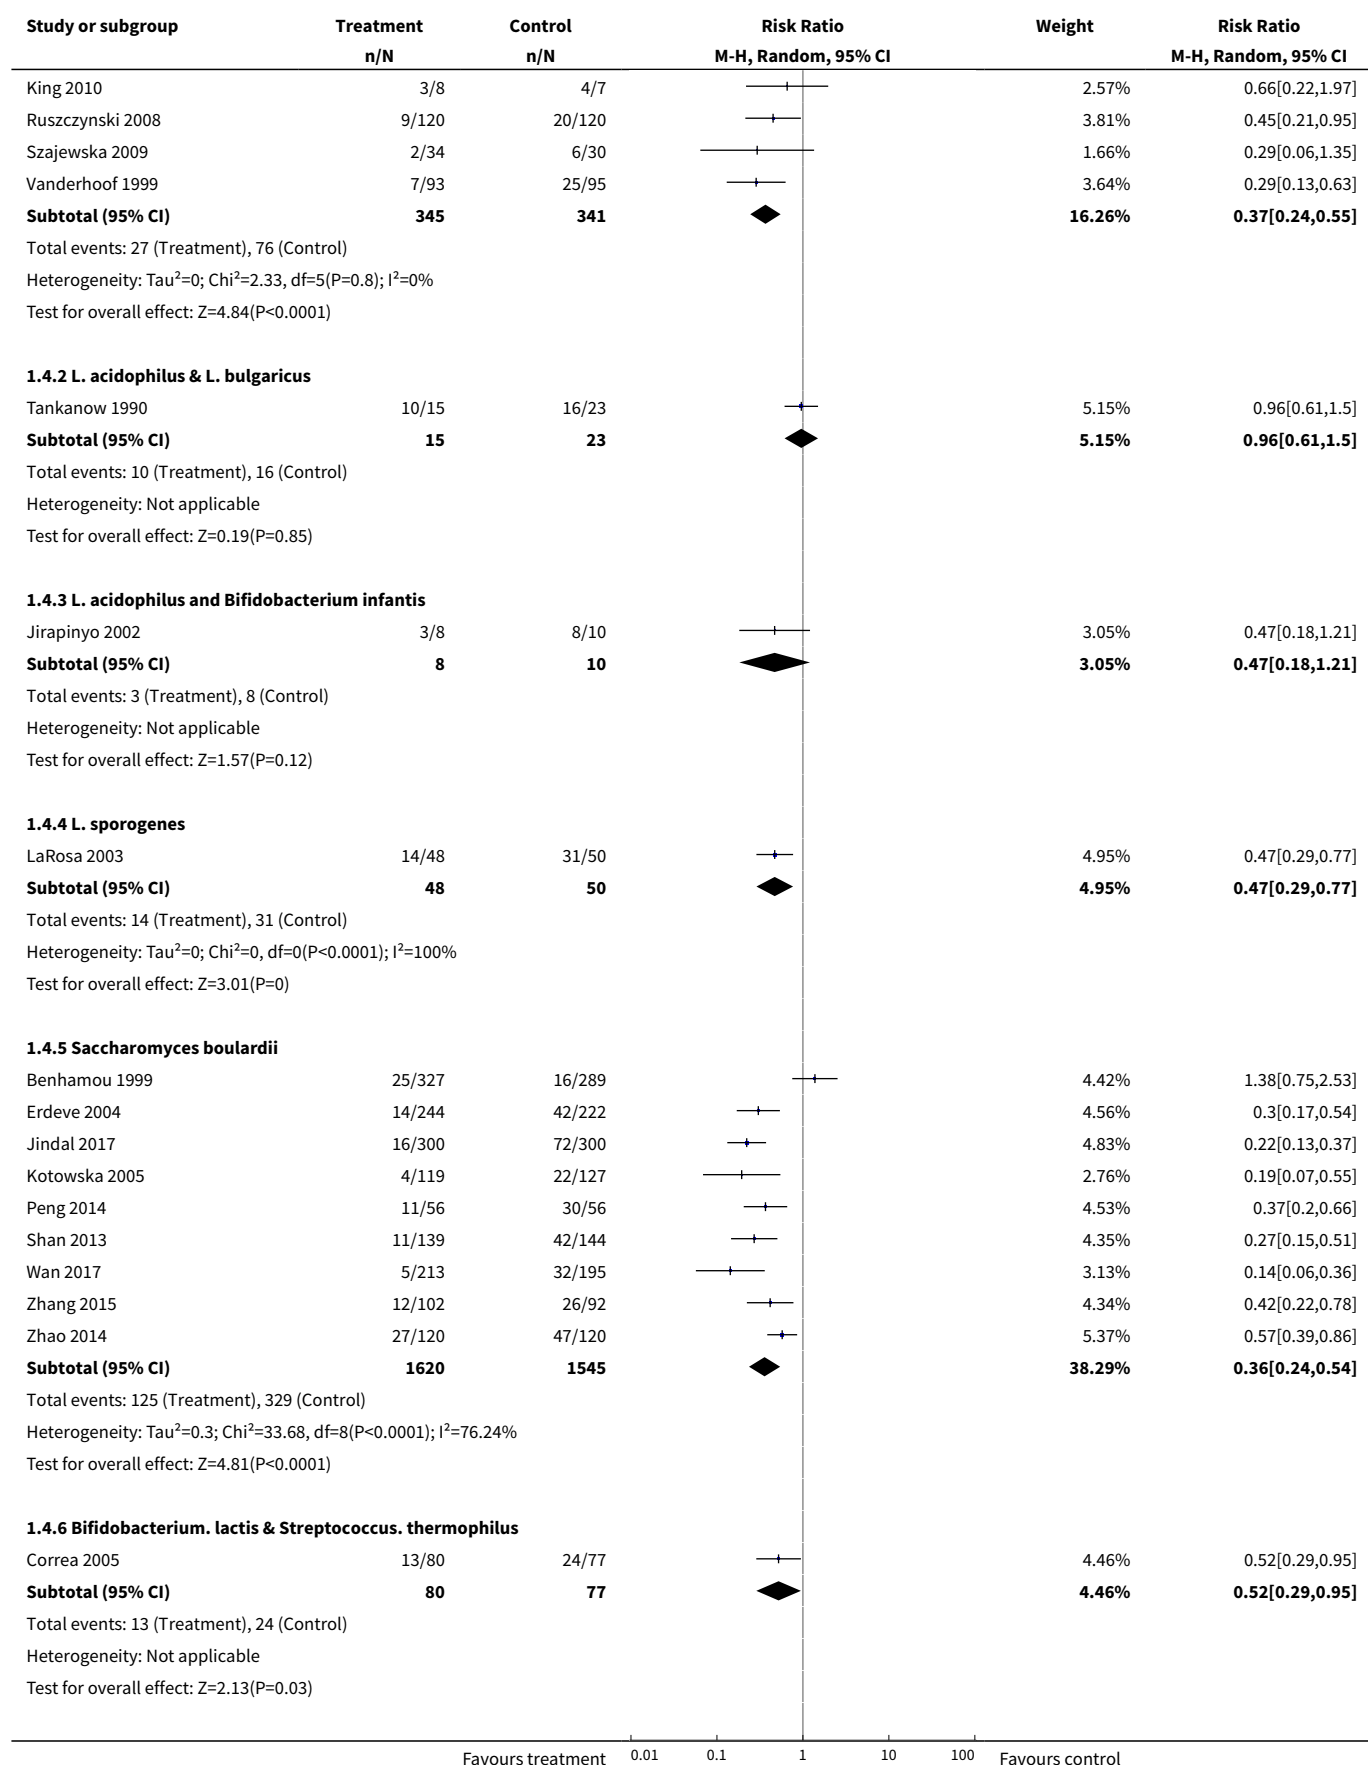 Study or subgroup Treatment Control Risk Ratio Weight Risk Ratio
n/N n/N M-H, Random, 95% CI M-H, Random, 95% CI
King 2010 3/8 4/7 2.57% 0.66[0.22,1.97]
Ruszczynski 2008 9/120 20/120 3.81% 0.45[0.21,0.95]
Szajewska 2009 2/34 6/30 1.66% 0.29[0.06,1.35]
Vanderhoof 1999 7/93 25/95 3.64% 0.29[0.13,0.63]
Subtotal (95% CI) 345 341 16.26% 0.37[0.24,0.55]
Total events: 27 (Treatment), 76 (Control)
Heterogeneity: Tau²=0; Chi²=2.33, df=5(P=0.8); I²=0%
Test for overall effect: Z=4.84(P<0.0001)
1.4.2 L. acidophilus & L. bulgaricus
Tankanow 1990 10/15 16/23 5.15% 0.96[0.61,1.5]
Subtotal (95% CI) 15 23 5.15% 0.96[0.61,1.5]
Total events: 10 (Treatment), 16 (Control)
Heterogeneity: Not applicable
Test for overall effect: Z=0.19(P=0.85)
1.4.3 L. acidophilus and Bifidobacterium infantis
Jirapinyo 2002 3/8 8/10 3.05% 0.47[0.18,1.21]
Subtotal (95% CI) 8 10 3.05% 0.47[0.18,1.21]
Total events: 3 (Treatment), 8 (Control)
Heterogeneity: Not applicable
Test for overall effect: Z=1.57(P=0.12)
1.4.4 L. sporogenes
LaRosa 2003 14/48 31/50 4.95% 0.47[0.29,0.77]
Subtotal (95% CI) 48 50 4.95% 0.47[0.29,0.77]
Total events: 14 (Treatment), 31 (Control)
Heterogeneity: Tau²=0; Chi²=0, df=0(P<0.0001); I²=100%
Test for overall effect: Z=3.01(P=0)
1.4.5 Saccharomyces boulardii
Benhamou 1999 25/327 16/289 4.42% 1.38[0.75,2.53]
Erdeve 2004 14/244 42/222 4.56% 0.3[0.17,0.54]
Jindal 2017 16/300 72/300 4.83% 0.22[0.13,0.37]
Kotowska 2005 4/119 22/127 2.76% 0.19[0.07,0.55]
Peng 2014 11/56 30/56 4.53% 0.37[0.2,0.66]
Shan 2013 11/139 42/144 4.35% 0.27[0.15,0.51]
Wan 2017 5/213 32/195 3.13% 0.14[0.06,0.36]
Zhang 2015 12/102 26/92 4.34% 0.42[0.22,0.78]
Zhao 2014 27/120 47/120 5.37% 0.57[0.39,0.86]
Subtotal (95% CI) 1620 1545 38.29% 0.36[0.24,0.54]
Total events: 125 (Treatment), 329 (Control)
Heterogeneity: Tau²=0.3; Chi²=33.68, df=8(P<0.0001); I²=76.24%
Test for overall effect: Z=4.81(P<0.0001)
1.4.6 Bifidobacterium. lactis & Streptococcus. thermophilus
Correa 2005 13/80 24/77 4.46% 0.52[0.29,0.95]
Subtotal (95% CI) 80 77 4.46% 0.52[0.29,0.95]
Total events: 13 (Treatment), 24 (Control)
Heterogeneity: Not applicable
Test for overall effect: Z=2.13(P=0.03)
Favours treatment 0.01 0.1 1 10 100 Favours control